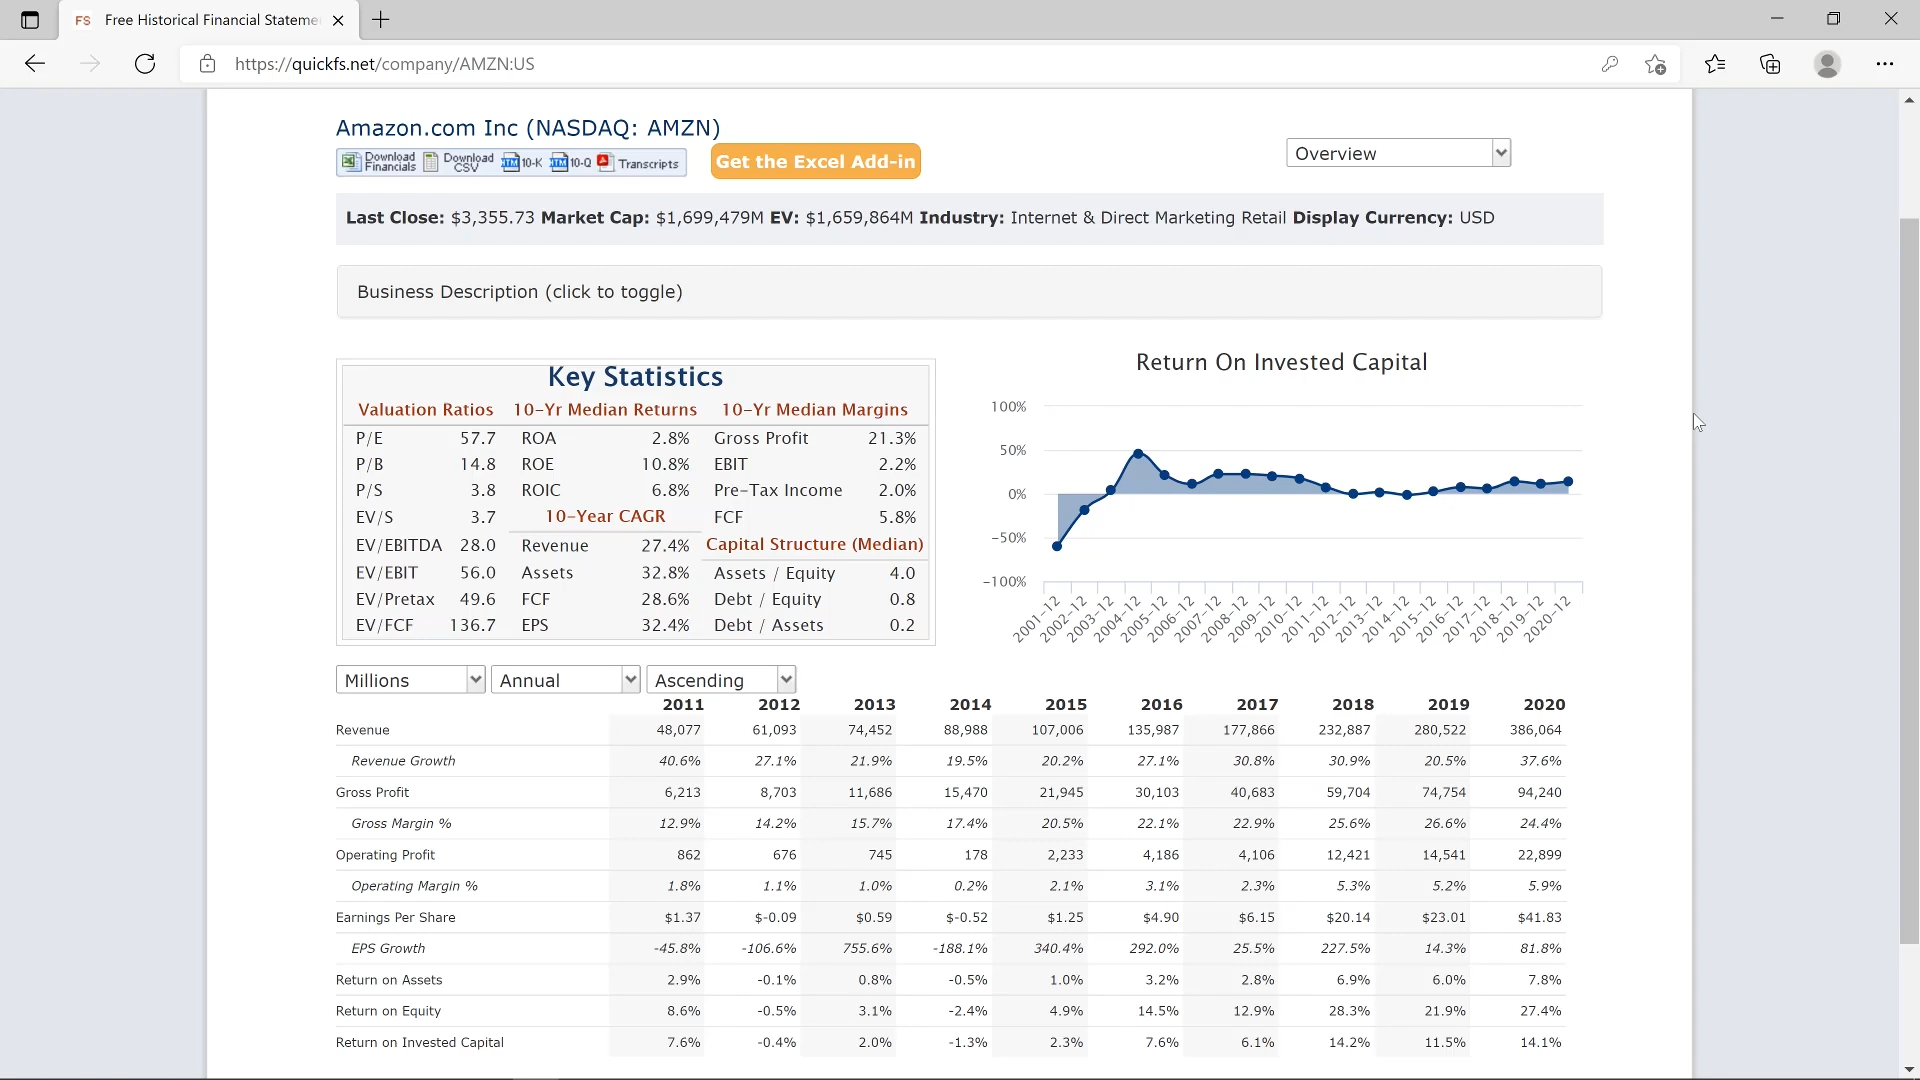 FS Free Historical Financial Stateme
https://quickfs.net/company/AMZN:US
Amazon.com Inc (NASDAQ: AMZN)
Download Financials Download CSV HTM 10-K HTM 10-Q Transcripts Get the Excel Add-in Overview
Last Close: $3,355.73 Market Cap: $1,699,479M EV: $1,659,864M Industry: Internet & Direct Marketing Retail Display Currency: USD
Business Description (click to toggle)
Key Statistics
Valuation Ratios 10-Yr Median Returns 10-Yr Median Margins
P/E 57.7 ROA 2.8% Gross Profit 21.3%
P/B 14.8 ROE 10.8% EBIT 2.2%
P/S 3.8 ROIC 6.8% Pre-Tax Income 2.0%
EV/S 3.7 10-Year CAGR FCF 5.8%
EV/EBITDA 28.0 Revenue 27.4% Capital Structure (Median)
EV/EBIT 56.0 Assets 32.8% Assets / Equity 4.0
EV/Pretax 49.6 FCF 28.6% Debt / Equity 0.8
EV/FCF 136.7 EPS 32.4% Debt / Assets 0.2
Return On Invested Capital
100%
50%
0%
-50%
-100%
2001-12 2002-12 2003-12 2004-12 2005-12 2006-12 2007-12 2008-12 2009-12 2010-12 2011-12 2012-12 2013-12 2014-12 2015-12 2016-12 2017-12 2018-12 2019-12 2020-12
Millions Annual Ascending
2011 2012 2013 2014 2015 2016 2017 2018 2019 2020
Revenue 48,077 61,093 74,452 88,988 107,006 135,987 177,866 232,887 280,522 386,064
Revenue Growth 40.6% 27.1% 21.9% 19.5% 20.2% 27.1% 30.8% 30.9% 20.5% 37.6%
Gross Profit 6,213 8,703 11,686 15,470 21,945 30,103 40,683 59,704 74,754 94,240
Gross Margin % 12.9% 14.2% 15.7% 17.4% 20.5% 22.1% 22.9% 25.6% 26.6% 24.4%
Operating Profit 862 676 745 178 2,233 4,186 4,106 12,421 14,541 22,899
Operating Margin % 1.8% 1.1% 1.0% 0.2% 2.1% 3.1% 2.3% 5.3% 5.2% 5.9%
Earnings Per Share $1.37 $-0.09 $0.59 $-0.52 $1.25 $4.90 $6.15 $20.14 $23.01 $41.83
EPS Growth -45.8% -106.6% 755.6% -188.1% 340.4% 292.0% 25.5% 227.5% 14.3% 81.8%
Return on Assets 2.9% -0.1% 0.8% -0.5% 1.0% 3.2% 2.8% 6.9% 6.0% 7.8%
Return on Equity 8.6% -0.5% 3.1% -2.4% 4.9% 14.5% 12.9% 28.3% 21.9% 27.4%
Return on Invested Capital 7.6% -0.4% 2.0% -1.3% 2.3% 7.6% 6.1% 14.2% 11.5% 14.1%